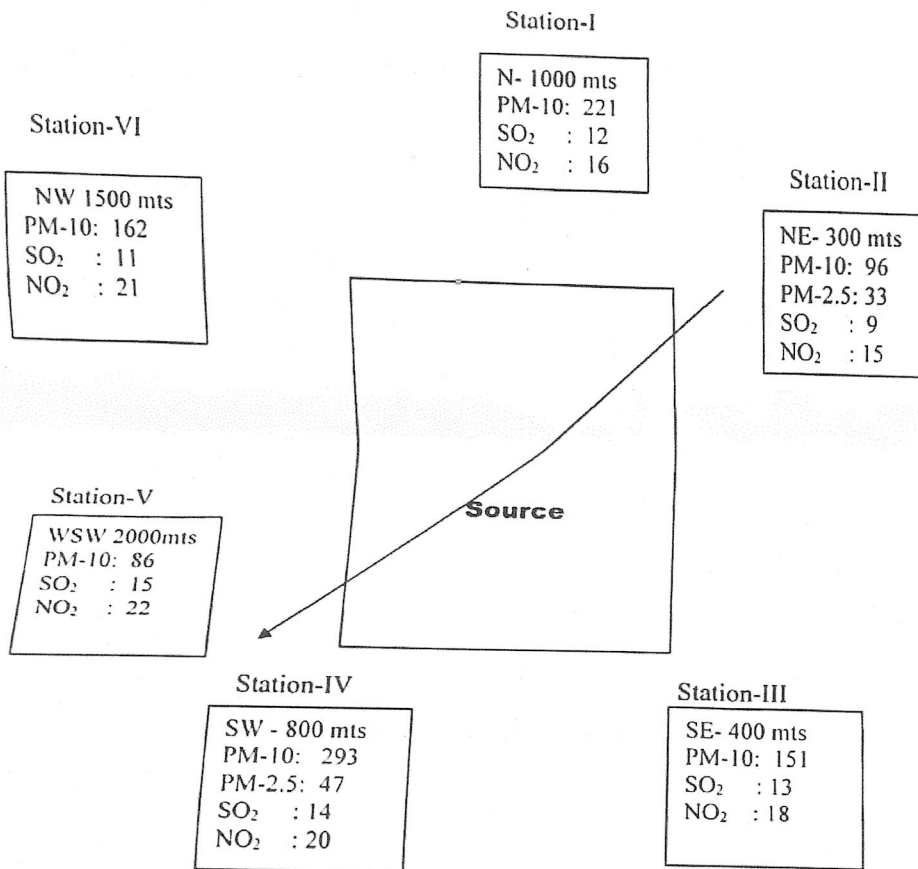 Station-I
N- 1000 mts
PM-10: 221
SO₂ : 12
NO₂ : 16
Station-VI
NW 1500 mts
PM-10: 162
SO₂ : 11
NO₂ : 21
Station-II
NE- 300 mts
PM-10: 96
PM-2.5: 33
SO₂ : 9
NO₂ : 15
Source
Station-V
WSW 2000mts
PM-10: 86
SO₂ : 15
NO₂ : 22
Station-IV
SW - 800 mts
PM-10: 293
PM-2.5: 47
SO₂ : 14
NO₂ : 20
Station-III
SE- 400 mts
PM-10: 151
SO₂ : 13
NO₂ : 18